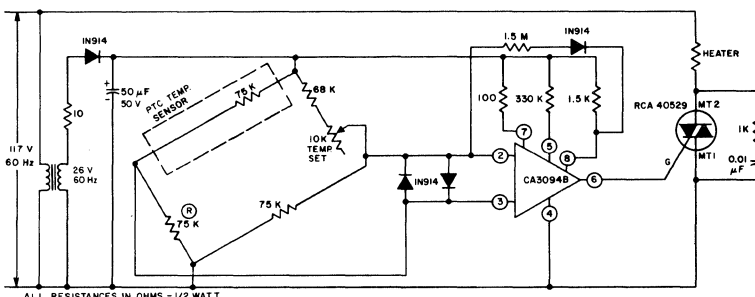 1N914
1.5 M
1N914
HEATER
50 µF
50 V
+
-
PTC TEMP.
SENSOR
75 K
68 K
10
100
330 K
1.5 K
RCA 40529
MT2
117 V
60 Hz
26 V
60 Hz
10K
TEMP
SET
7
5
8
1K
2
CA3094B
MT1
G
0.01
µF
R
75 K
75 K
1N914
3
6
4
ALL RESISTANCES IN OHMS - 1/2 WATT